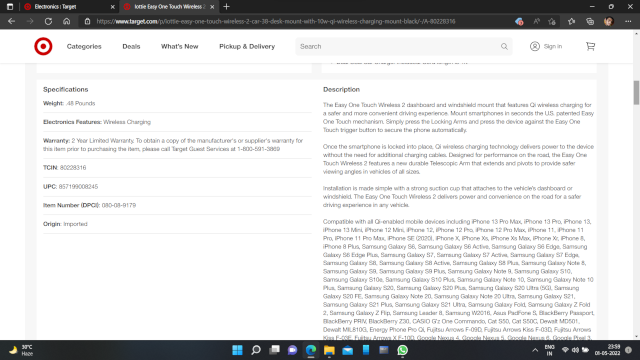 Electronics : Target
iottie Easy One Touch Wireless 2
https://www.target.com/p/iottie-easy-one-touch-wireless-2-car-38-desk-mount-with-10w-qi-wireless-charging-mount-black/-/A-80228316
Categories Deals What's New Pickup & Delivery Search Sign in
Specifications
Weight: .48 Pounds
Electronics Features: Wireless Charging
Warranty: 2 Year Limited Warranty. To obtain a copy of the manufacturer's or supplier's warranty for
this item prior to purchasing the item, please call Target Guest Services at 1-800-591-3869
TCIN: 80228316
UPC: 857199008245
Item Number (DPCI): 080-08-9179
Origin: Imported
Description
The Easy One Touch Wireless 2 dashboard and windshield mount that features Qi wireless charging for
a safer and more convenient driving experience. Mount smartphones in seconds the US. patented Easy
One Touch mechanism. Simply press the Locking Arms and press the device against the Easy One
Touch trigger button to secure the phone automatically.
Once the smartphone is locked into place, Qi wireless charging technology delivers power to the device
without the need for additional charging cables. Designed for performance on the road, the Easy One
Touch Wireless 2 features a new durable Telescopic Arm that extends and pivots to provide safer
viewing angles in vehicles of all sizes.
Installation is made simple with a strong suction cup that attaches to the vehicle's dashboard or
windshield. The Easy One Touch Wireless 2 delivers power and convenience on the road for a safer
driving experience in any vehicle.
Compatible with all Qi-enabled mobile devices including iPhone 13 Pro Max, iPhone 13 Pro, iPhone 13,
iPhone 13 Mini, iPhone 12 Mini, iPhone 12, iPhone 12 Pro, iPhone 12 Pro Max, iPhone 11, iPhone 11
Pro, iPhone 11 Pro Max, iPhone SE (2020), iPhone X, iPhone Xs, iPhone Xs Max, iPhone Xr, iPhone 8,
iPhone 8 Plus, Samsung Galaxy S6, Samsung Galaxy S6 Active, Samsung Galaxy S6 Edge, Samsung
Galaxy S6 Edge Plus, Samsung Galaxy S7, Samsung Galaxy S7 Active, Samsung Galaxy S7 Edge,
Samsung Galaxy S8, Samsung Galaxy S8 Active, Samsung Galaxy S8 Plus, Samsung Galaxy Note 8,
Samsung Galaxy S9, Samsung Galaxy S9 Plus, Samsung Galaxy Note 9, Samsung Galaxy S10,
Samsung Galaxy S10e, Samsung Galaxy S10 Plus, Samsung Galaxy Note 10, Samsung Galaxy Note 10
Plus, Samsung Galaxy S20, Samsung Galaxy S20 Plus, Samsung Galaxy S20 Ultra (5G), Samsung Galaxy
S20 FE, Samsung Galaxy Note 20, Samsung Galaxy Note 20 Ultra, Samsung Galaxy S21,
Samsung Galaxy S21 Plus, Samsung Galaxy S21 Ultra, Samsung Galaxy Fold, Samsung Galaxy Z Fold
2, Samsung Galaxy Z Flip, Samsung Leader 8, Samsung W2016, Asus PadFone S, BlackBerry Passport,
BlackBerry PRIV, BlackBerry Z30, CASIO G'z One Commando, Cat S50, Cat S50C, Dewalt MD501,
Dewalt MIL810G, Energy Phone Pro Qi, Fujitsu Arrows F-09D, Fujitsu Arrows Kiss F-03D, Fujitsu Arrows
Kiss F-03E, Fujitsu Arrows X F-10D, Google Nexus 4, Google Nexus 5, Google Nexus 6, Google Pixel 3,
30°C
Haze
ENG
IN
23:59
01-05-2022